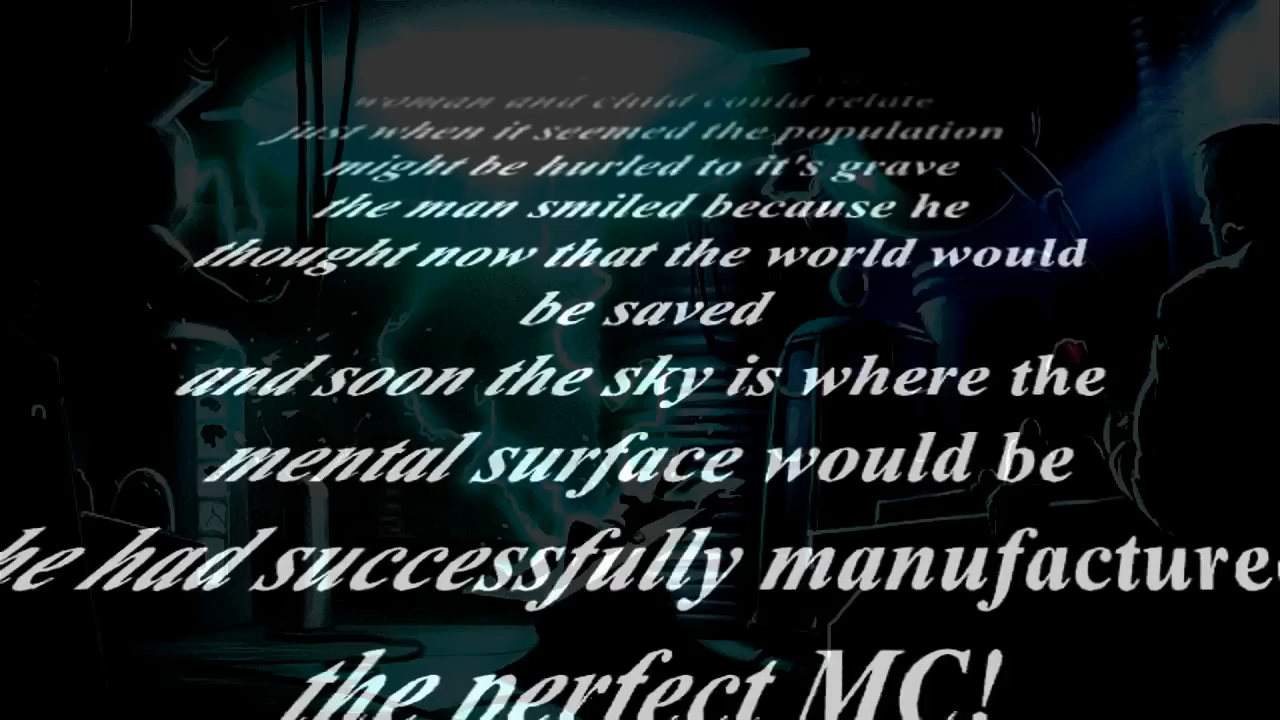 woman and child could relate
just when it seemed the population
might be hurled to it's grave
the man smiled because he
thought now that the world would
be saved
and soon the sky is where the
mental surface would be
he had successfully manufactured
the perfect MC!